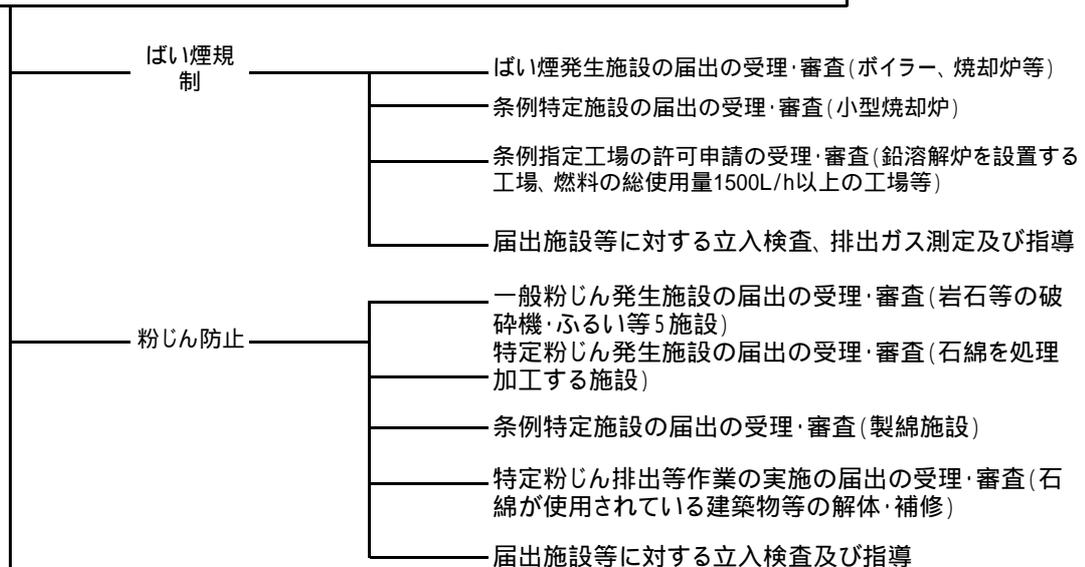 ばい煙規
制
ばい煙発生施設の届出の受理･審査(ボイラー、焼却炉等)
条例特定施設の届出の受理･審査(小型焼却炉)
条例指定工場の許可申請の受理･審査(鉛溶解炉を設置する
工場、燃料の総使用量1500L/h以上の工場等)
届出施設等に対する立入検査、排出ガス測定及び指導
粉じん防止
一般粉じん発生施設の届出の受理･審査(岩石等の破
砕機･ふるい等5施設)
特定粉じん発生施設の届出の受理･審査(石綿を処理
加工する施設)
条例特定施設の届出の受理･審査(製綿施設)
特定粉じん排出等作業の実施の届出の受理･審査(石
綿が使用されている建築物等の解体･補修)
届出施設等に対する立入検査及び指導